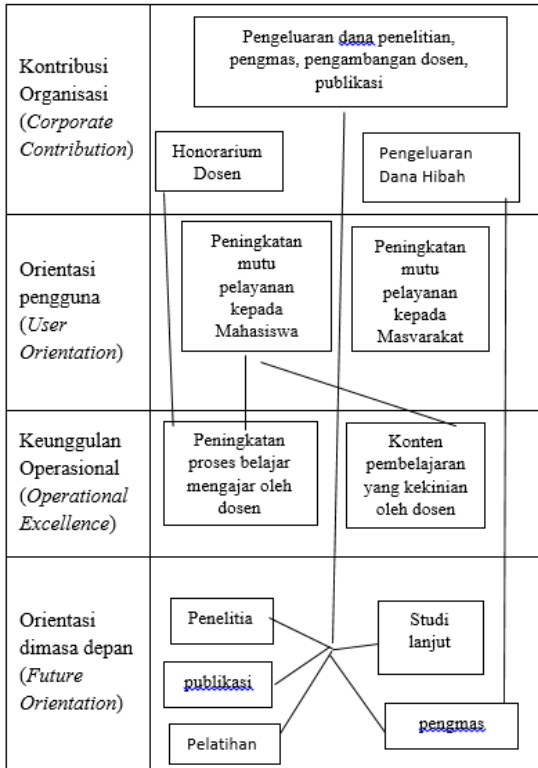 Kontribusi
Organisasi
(Corporate
Contribution)
Pengeluaran dana penelitian,
pengmas, pengambangan dosen,
publikasi
Honorarium
Dosen
Pengeluaran
Dana Hibah
Orientasi
pengguna
(User
Orientation)
Peningkatan
mutu
pelayanan
kepada
Mahasiswa
Peningkatan
mutu
pelayanan
kepada
Masyarakat
Keunggulan
Operasional
(Operational
Excellence)
Peningkatan
proses belajar
mengajar oleh
dosen
Konten
pembelajaran
yang kekinian
oleh dosen
Orientasi
dimasa depan
(Future
Orientation)
Penelitia
Studi
lanjut
publikasi
pengmas
Pelatihan